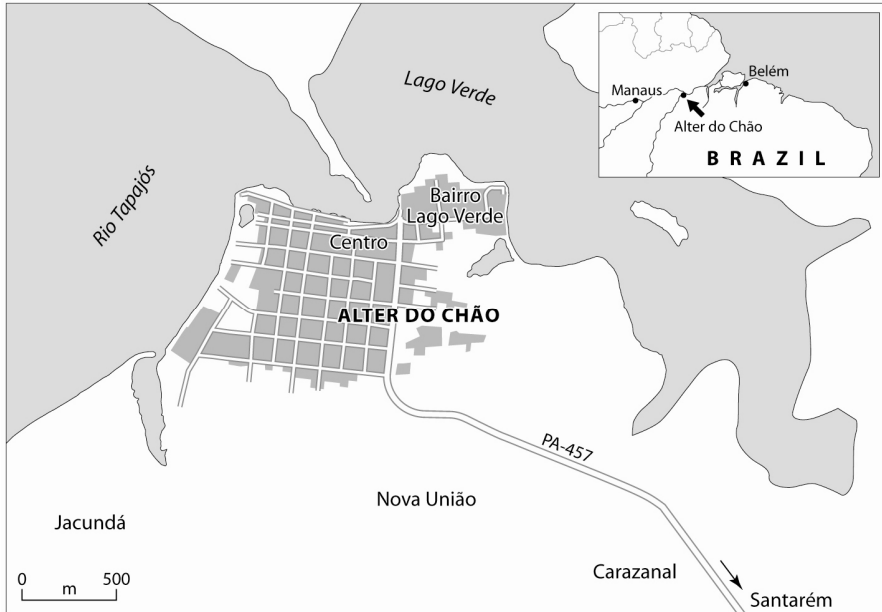 Lago Verde
Rio Tapajós
Bairro
Lago Verde
Centro
ALTER DO CHÃO
PA-457
Nova União
Jacundá
Carazanal
Santarém
0 500
m
Manaus
Belém
Alter do Chão
BRAZIL